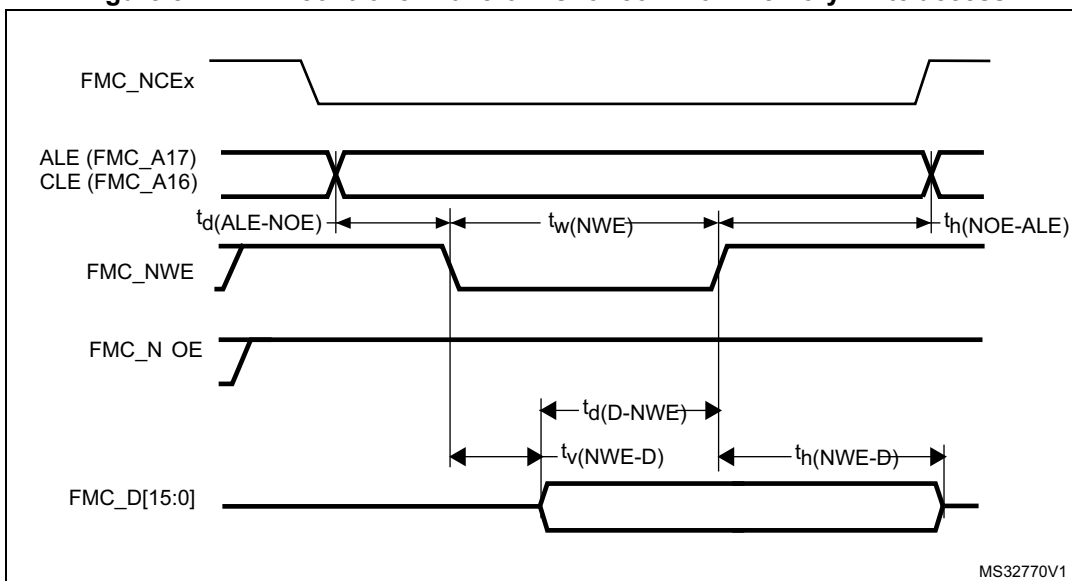 FMC_NCEx
ALE (FMC_A17)
CLE (FMC_A16)
td(ALE-NOE)
tw(NWE)
th(NOE-ALE)
FMC_NWE
FMC_N OE
td(D-NWE)
tv(NWE-D)
th(NWE-D)
FMC_D[15:0]
MS32770V1